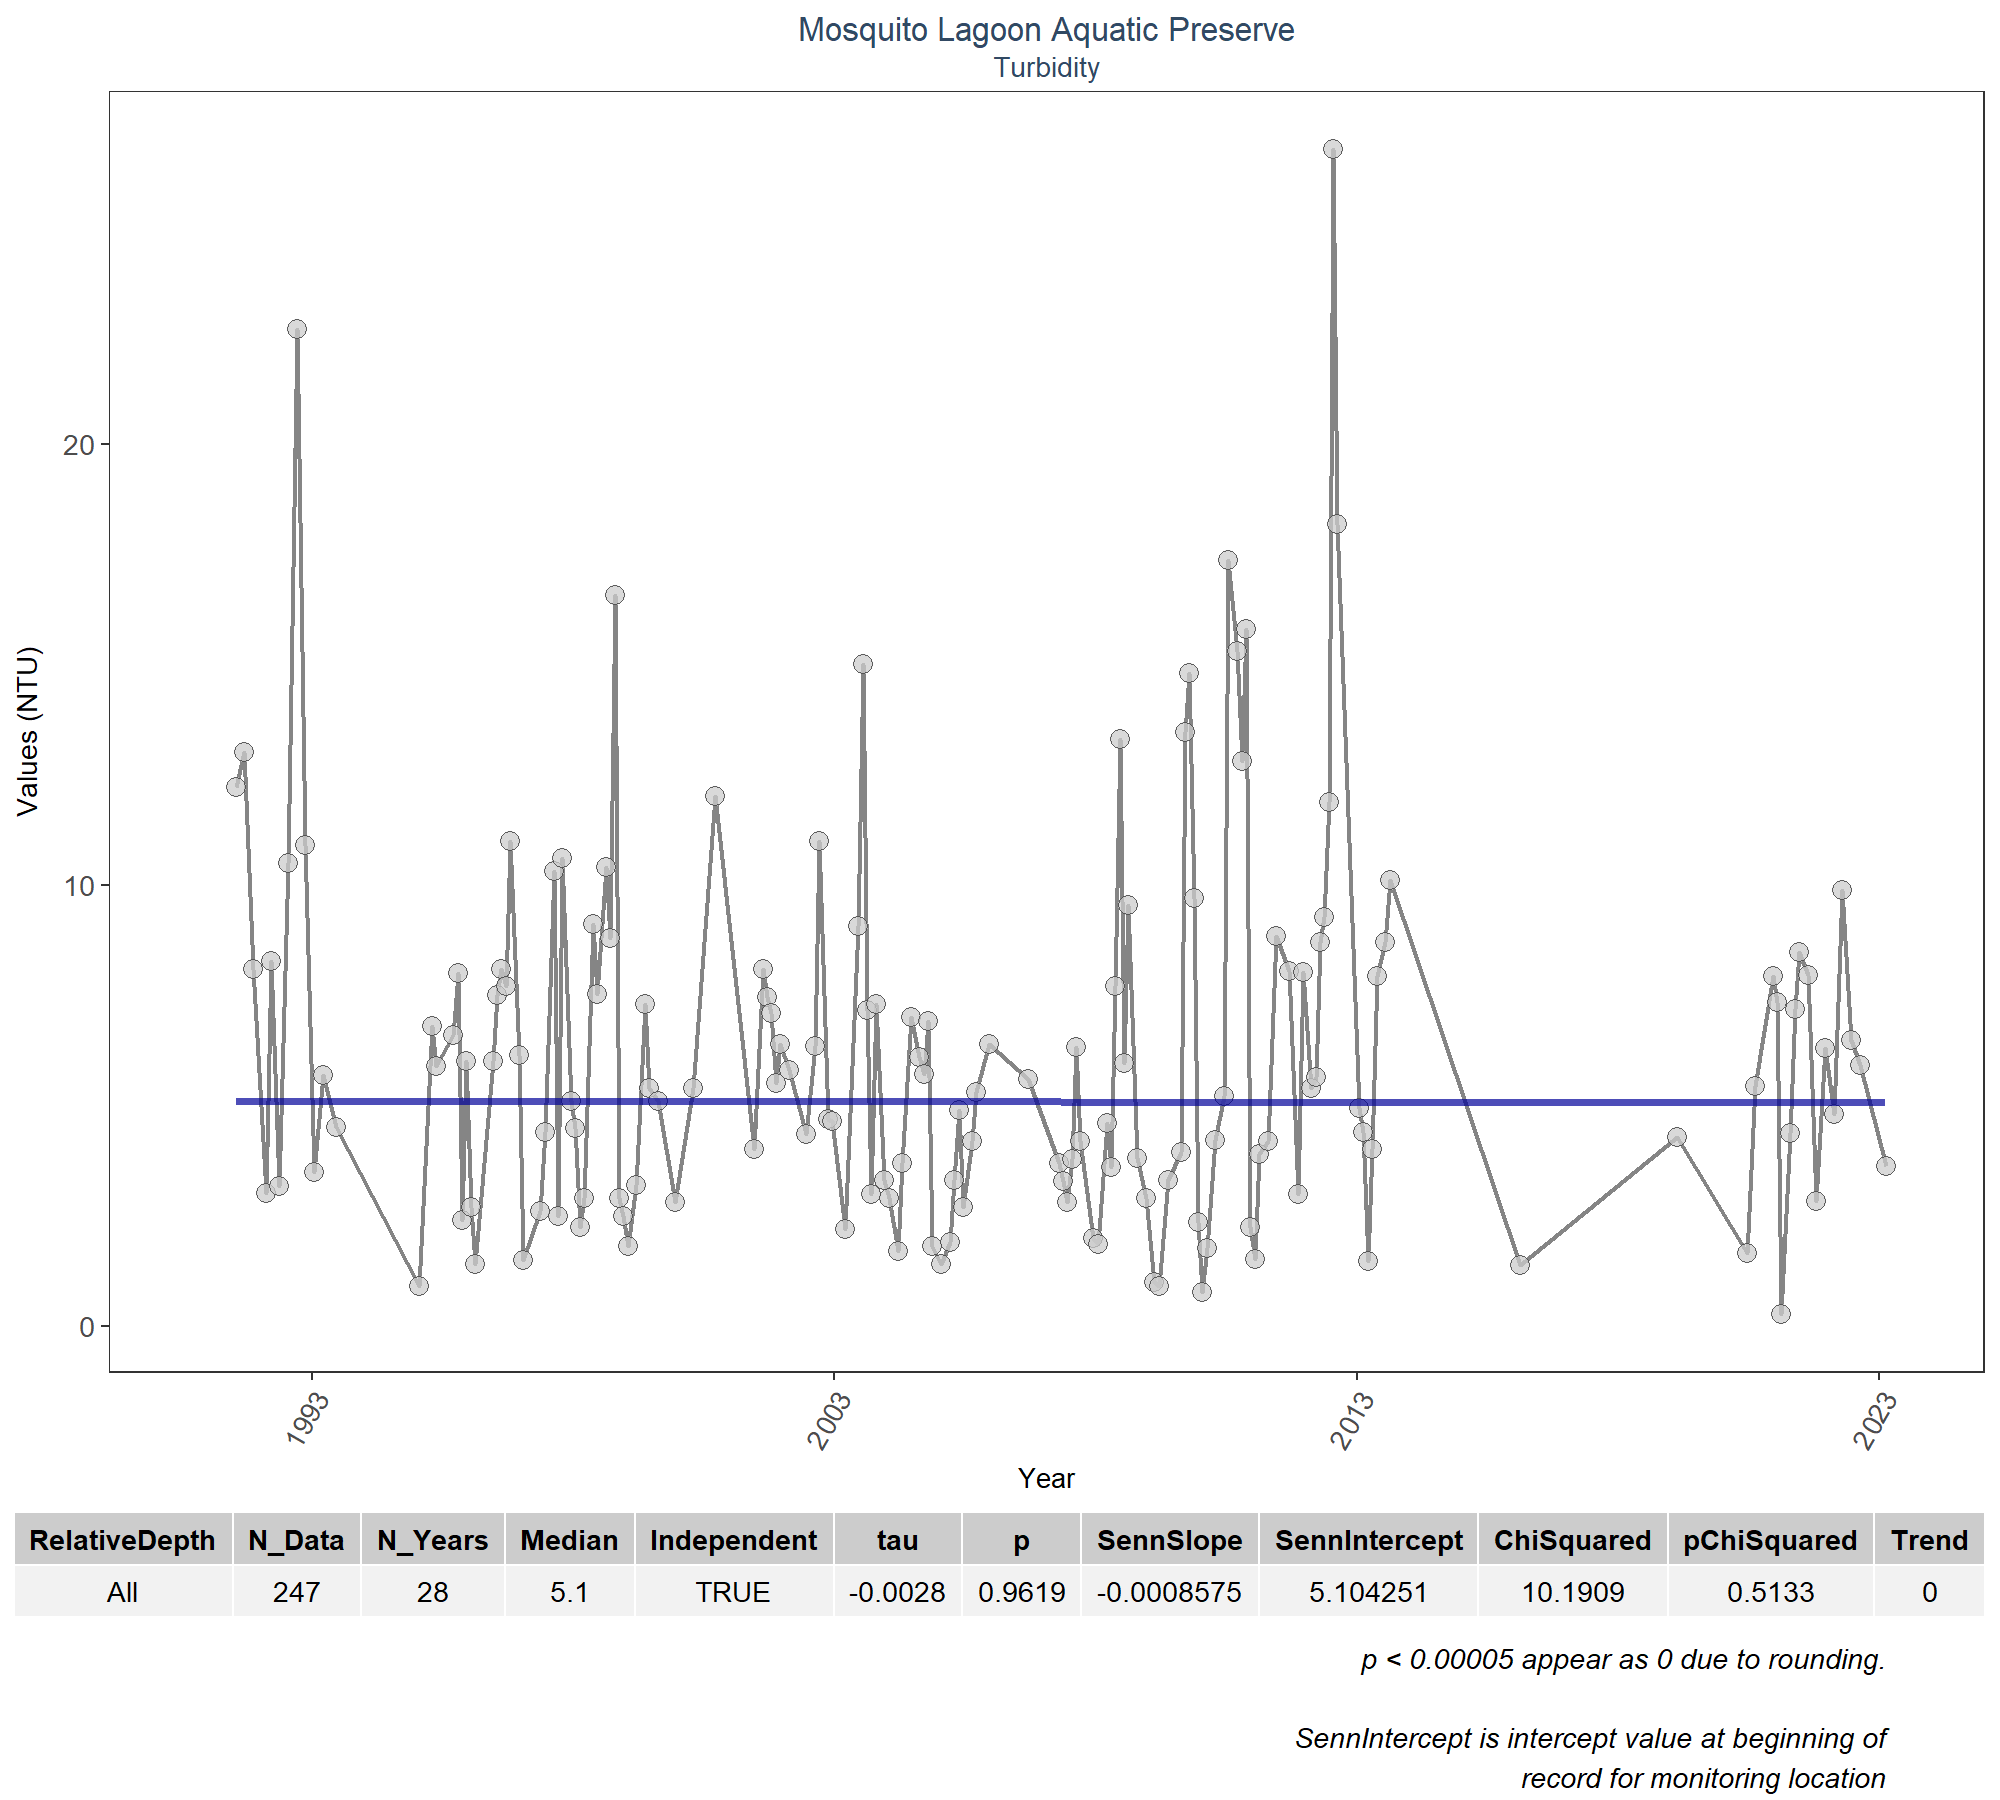 Mosquito Lagoon Aquatic Preserve
Turbidity
Values (NTU)
20
10
0
1993
2003
2013
2023
Year
RelativeDepth N_Data N_Years Median Independent tau p SennSlope SennIntercept ChiSquared pChiSquared Trend
All 247 28 5.1 TRUE -0.0028 0.9619 -0.0008575 5.104251 10.1909 0.5133 0
p < 0.00005 appear as 0 due to rounding.
SennIntercept is intercept value at beginning of
record for monitoring location